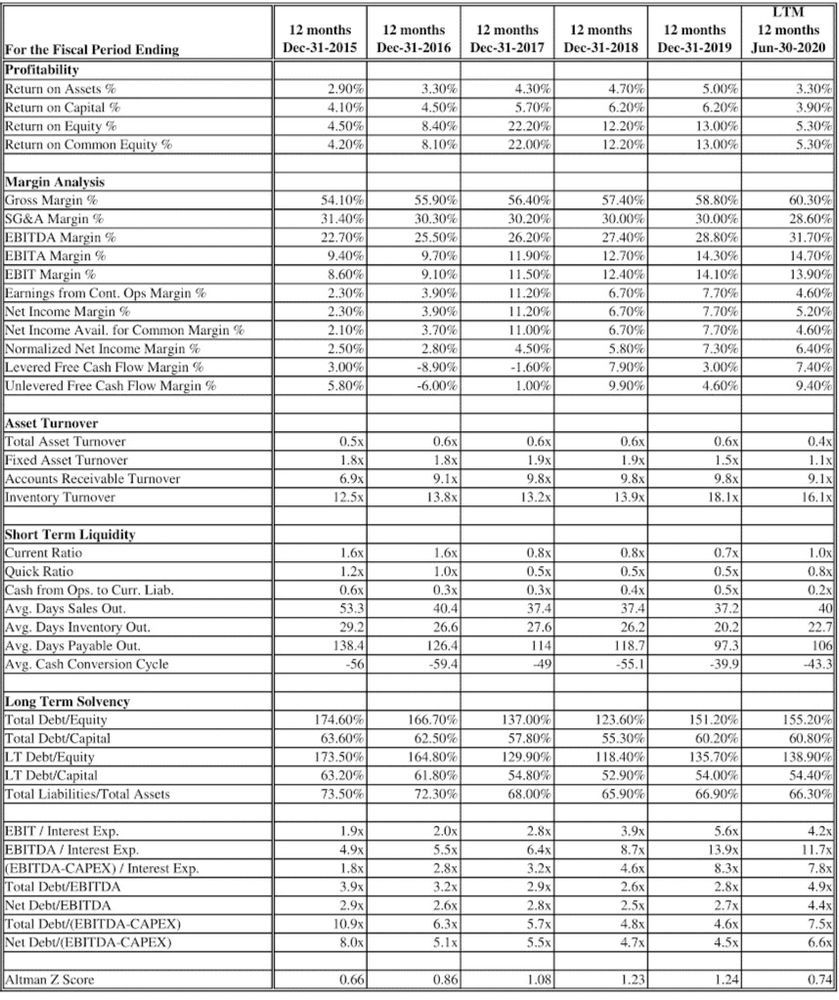 For the Fiscal Period Ending 12 months Dec-31-2015 12 months Dec-31-2016 12 months Dec-31-2017 12 months Dec-31-2018 12 months Dec-31-2019 LTM 12 months Jun-30-2020
Profitability
Return on Assets % 2.90% 3.30% 4.30% 4.70% 5.00% 3.30%
Return on Capital % 4.10% 4.50% 5.70% 6.20% 6.20% 3.90%
Return on Equity % 4.50% 8.40% 22.20% 12.20% 13.00% 5.30%
Return on Common Equity % 4.20% 8.10% 22.00% 12.20% 13.00% 5.30%
Margin Analysis
Gross Margin % 54.10% 55.90% 56.40% 57.40% 58.80% 60.30%
SG&A Margin % 31.40% 30.30% 30.20% 30.00% 30.00% 28.60%
EBITDA Margin % 22.70% 25.50% 26.20% 27.40% 28.80% 31.70%
EBITA Margin % 9.40% 9.70% 11.90% 12.70% 14.30% 14.70%
EBIT Margin % 8.60% 9.10% 11.50% 12.40% 14.10% 13.90%
Earnings from Cont. Ops Margin % 2.30% 3.90% 11.20% 6.70% 7.70% 4.60%
Net Income Margin % 2.30% 3.90% 11.20% 6.70% 7.70% 5.20%
Net Income Avail. for Common Margin % 2.10% 3.70% 11.00% 6.70% 7.70% 4.60%
Normalized Net Income Margin % 2.50% 2.80% 4.50% 5.80% 7.30% 6.40%
Levered Free Cash Flow Margin % 3.00% -8.90% -1.60% 7.90% 3.00% 7.40%
Unlevered Free Cash Flow Margin % 5.80% -6.00% 1.00% 9.90% 4.60% 9.40%
Asset Turnover
Total Asset Turnover 0.5x 0.6x 0.6x 0.6x 0.6x 0.4x
Fixed Asset Turnover 1.8x 1.8x 1.9x 1.9x 1.5x 1.1x
Accounts Receivable Turnover 6.9x 9.1x 9.8x 9.8x 9.8x 9.1x
Inventory Turnover 12.5x 13.8x 13.2x 13.9x 18.1x 16.1x
Short Term Liquidity
Current Ratio 1.6x 1.6x 0.8x 0.8x 0.7x 1.0x
Quick Ratio 1.2x 1.0x 0.5x 0.5x 0.5x 0.8x
Cash from Ops. to Curr. Liab. 0.6x 0.3x 0.3x 0.4x 0.5x 0.2x
Avg. Days Sales Out. 53.3 40.4 37.4 37.4 37.2 40
Avg. Days Inventory Out. 29.2 26.6 27.6 26.2 20.2 22.7
Avg. Days Payable Out. 138.4 126.4 114 118.7 97.3 106
Avg. Cash Conversion Cycle -56 -59.4 -49 -55.1 -39.9 -43.3
Long Term Solvency
Total Debt/Equity 174.60% 166.70% 137.00% 123.60% 151.20% 155.20%
Total Debt/Capital 63.60% 62.50% 57.80% 55.30% 60.20% 60.80%
LT Debt/Equity 173.50% 164.80% 129.90% 118.40% 135.70% 138.90%
LT Debt/Capital 63.20% 61.80% 54.80% 52.90% 54.00% 54.40%
Total Liabilities/Total Assets 73.50% 72.30% 68.00% 65.90% 66.90% 66.30%
EBIT / Interest Exp. 1.9x 2.0x 2.8x 3.9x 5.6x 4.2x
EBITDA / Interest Exp. 4.9x 5.5x 6.4x 8.7x 13.9x 11.7x
(EBITDA-CAPEX) / Interest Exp. 1.8x 2.8x 3.2x 4.6x 8.3x 7.8x
Total Debt/EBITDA 3.9x 3.2x 2.9x 2.6x 2.8x 4.9x
Net Debt/EBITDA 2.9x 2.6x 2.8x 2.5x 2.7x 4.4x
Total Debt/(EBITDA-CAPEX) 10.9x 6.3x 5.7x 4.8x 4.6x 7.5x
Net Debt/(EBITDA-CAPEX) 8.0x 5.1x 5.5x 4.7x 4.5x 6.6x
Altman Z Score 0.66 0.86 1.08 1.23 1.24 0.74